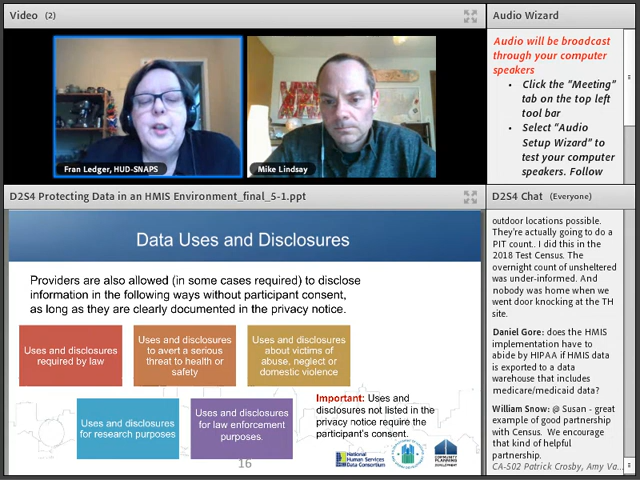 Video (2)
Fran Ledger, HUD-SNAPS
Mike Lindsay
Audio Wizard
Audio will be broadcast
through your computer
speakers
• Click the "Meeting"
tab on the top left
tool bar
• Select "Audio
Setup Wizard" to
test your computer
speakers. Follow
D2S4 Protecting Data in an HMIS Environment_final_5-1.ppt
Data Uses and Disclosures
Providers are also allowed (in some cases required) to disclose
information in the following ways without participant consent,
as long as they are clearly documented in the privacy notice.
Uses and disclosures
required by law
Uses and disclosures
to avert a serious
threat to health or
safety
Uses and disclosures
about victims of
abuse, neglect or
domestic violence
Uses and disclosures
for research purposes
Uses and disclosures
for law enforcement
purposes.
Important: Uses and
disclosures not listed in the
privacy notice require the
participant's consent.
16
National
Human Services
Data Consortium
COMMUNITY
PLANNING
DEVELOPMENT
D2S4 Chat (Everyone)
outdoor locations possible.
They're actually going to do a
PIT count.. I did this in the
2018 Test Census. The
overnight count of unsheltered
was under-informed. And
nobody was home when we
went door knocking at the TH
site.
Daniel Gore: does the HMIS
implementation have to
abide by HIPAA if HMIS data
is exported to a data
warehouse that includes
medicare/medicaid data?
William Snow: @ Susan - great
example of good partnership
with Census. We encourage
that kind of helpful
partnership.
CA-502 Patrick Crosby, Amy Va...